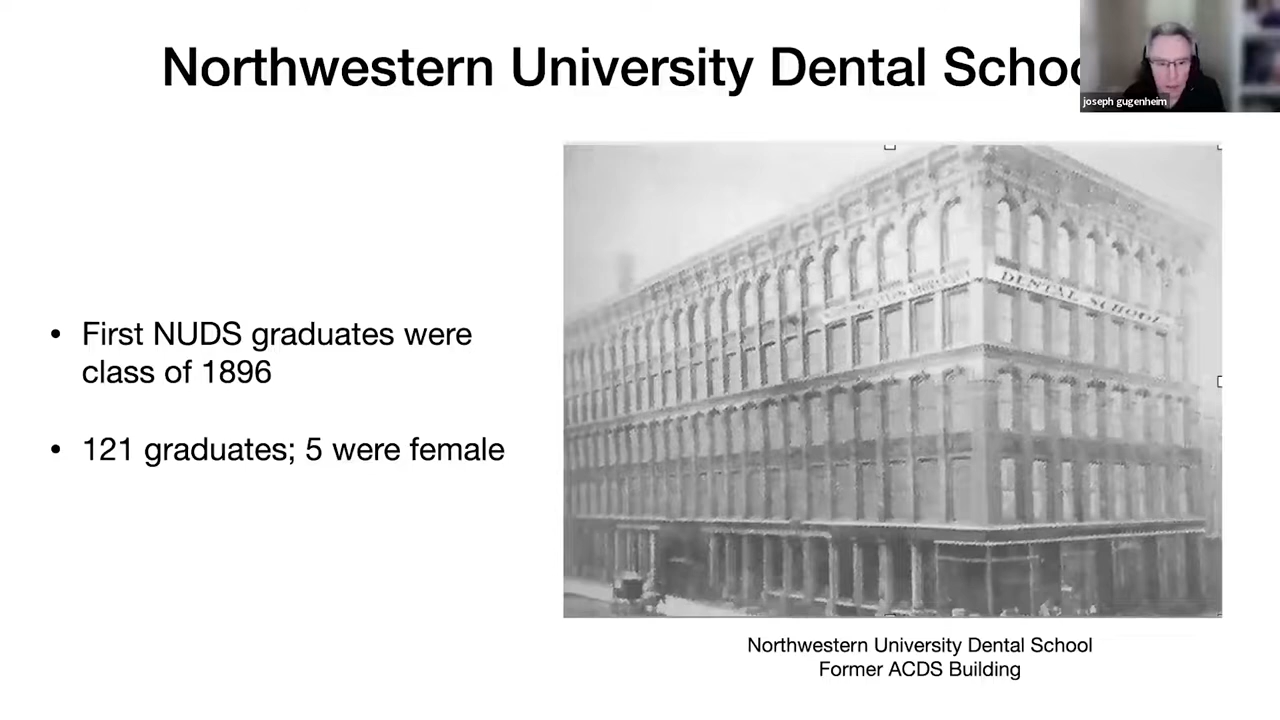 Northwestern University Dental Schoo
joseph gugenheim
DENTAL SCHOOL
• First NUDS graduates were
class of 1896
• 121 graduates; 5 were female
Northwestern University Dental School
Former ACDS Building